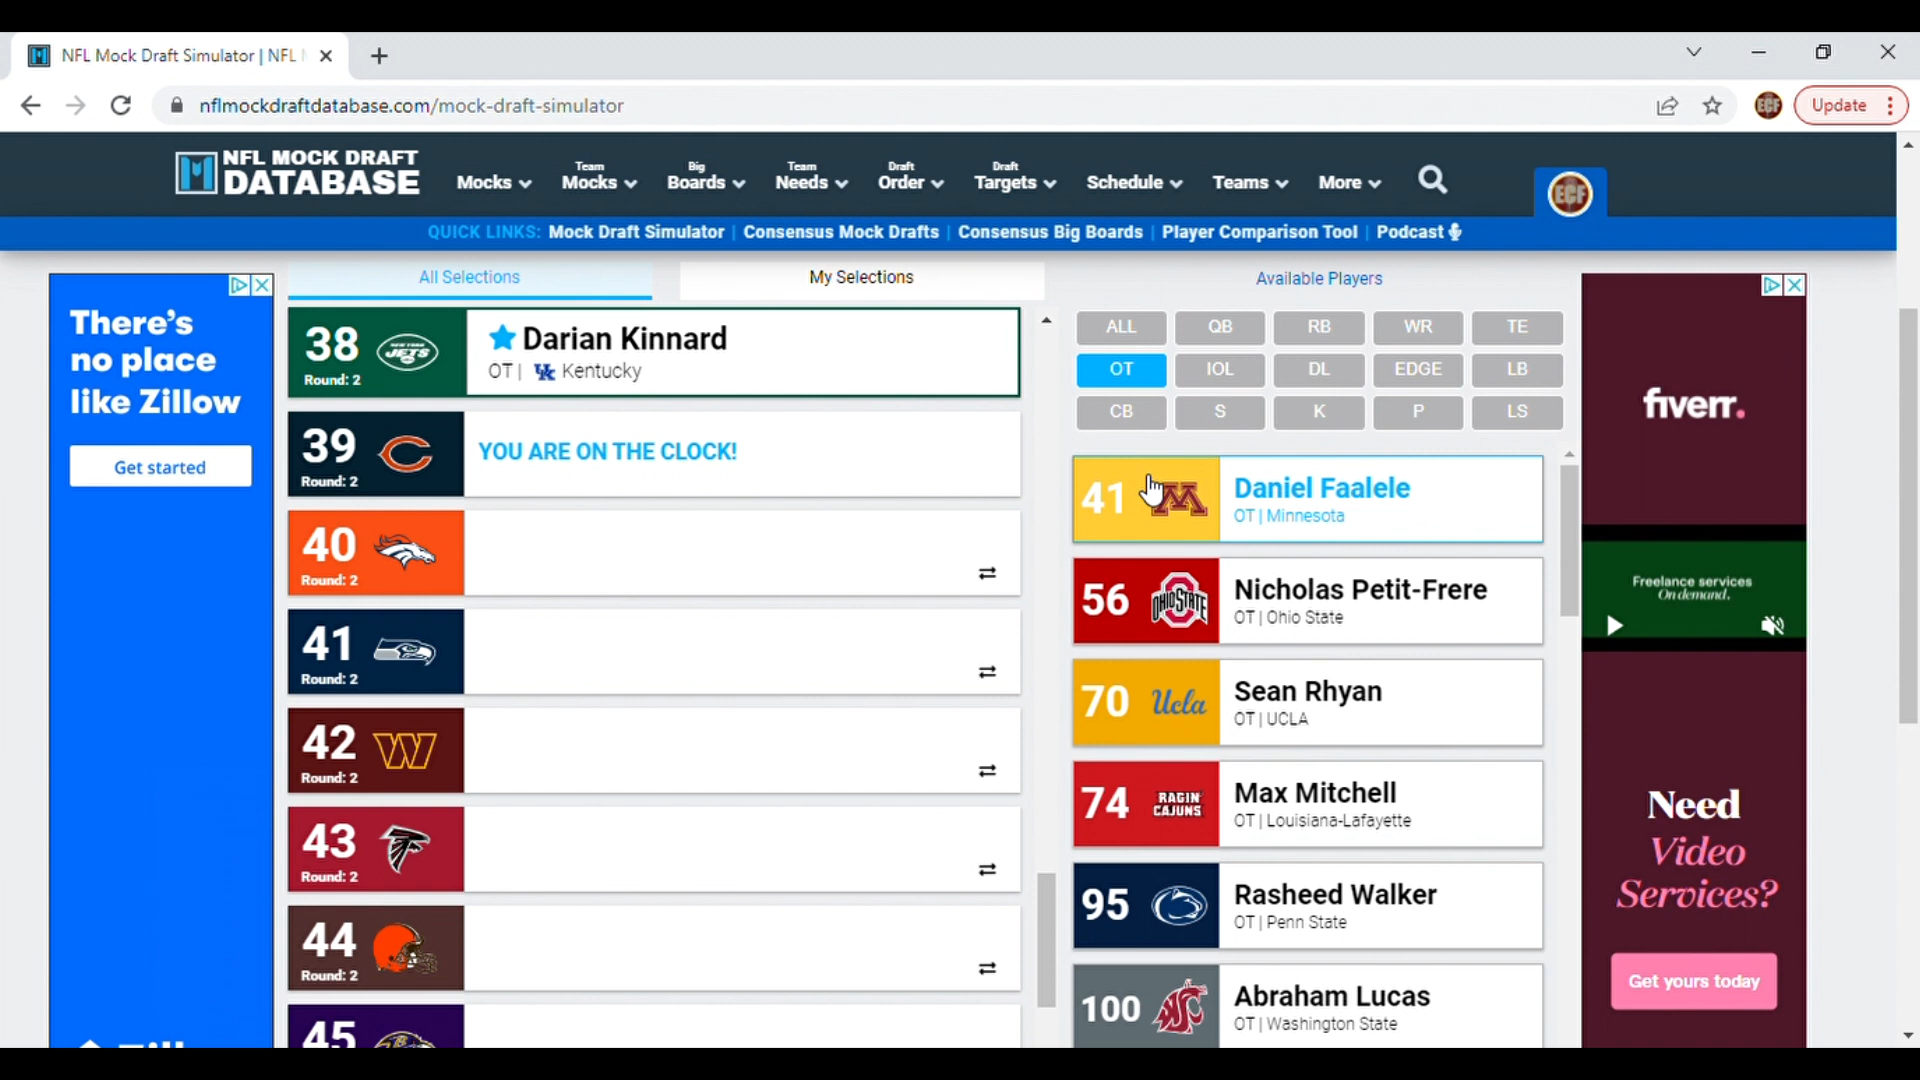 NFL Mock Draft Simulator | NFL
nflmockdraftdatabase.com/mock-draft-simulator
ECF
Update
NFL MOCK DRAFT
DATABASE
Mocks
Team
Mocks
Big
Boards
Team
Needs
Draft
Order
Draft
Targets
Schedule
Teams
More
ECF
QUICK LINKS: Mock Draft Simulator | Consensus Mock Drafts | Consensus Big Boards | Player Comparison Tool | Podcast
There's
no place
like Zillow
Get started
All Selections
My Selections
Available Players
38
Round: 2
JETS
Darian Kinnard
OT | UK Kentucky
39
Round: 2
YOU ARE ON THE CLOCK!
40
Round: 2
41
Round: 2
42
Round: 2
W
43
Round: 2
44
Round: 2
45
ALL QB RB WR TE
OT IOL DL EDGE LB
CB S K P LS
41
M
Daniel Faalele
OT | Minnesota
56
OHIO STATE
Nicholas Petit-Frere
OT | Ohio State
70
Ucla
Sean Rhyan
OT | UCLA
74
RAGIN'
CAJUNS
Max Mitchell
OT | Louisiana-Lafayette
95
Rasheed Walker
OT | Penn State
100
Abraham Lucas
OT | Washington State
fiverr.
Freelance services
On demand.
Need
Video
Services?
Get yours today